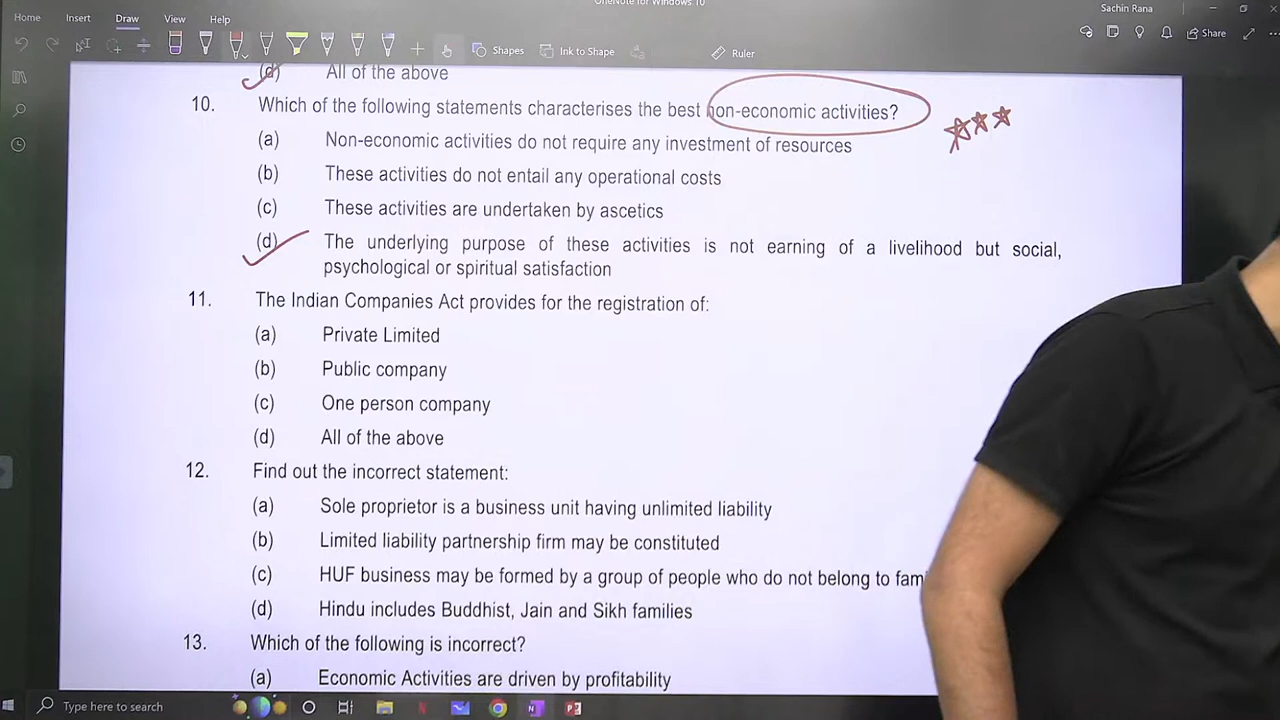 OneNote for Windows 10
Sachin Rana
Home Insert Draw View Help
Shapes Ink to Shape Ruler Share
(d) All of the above
10. Which of the following statements characterises the best non-economic activities?
(a) Non-economic activities do not require any investment of resources
(b) These activities do not entail any operational costs
(c) These activities are undertaken by ascetics
(d) The underlying purpose of these activities is not earning of a livelihood but social,
psychological or spiritual satisfaction
11. The Indian Companies Act provides for the registration of:
(a) Private Limited
(b) Public company
(c) One person company
(d) All of the above
12. Find out the incorrect statement:
(a) Sole proprietor is a business unit having unlimited liability
(b) Limited liability partnership firm may be constituted
(c) HUF business may be formed by a group of people who do not belong to fam
(d) Hindu includes Buddhist, Jain and Sikh families
13. Which of the following is incorrect?
(a) Economic Activities are driven by profitability
Type here to search